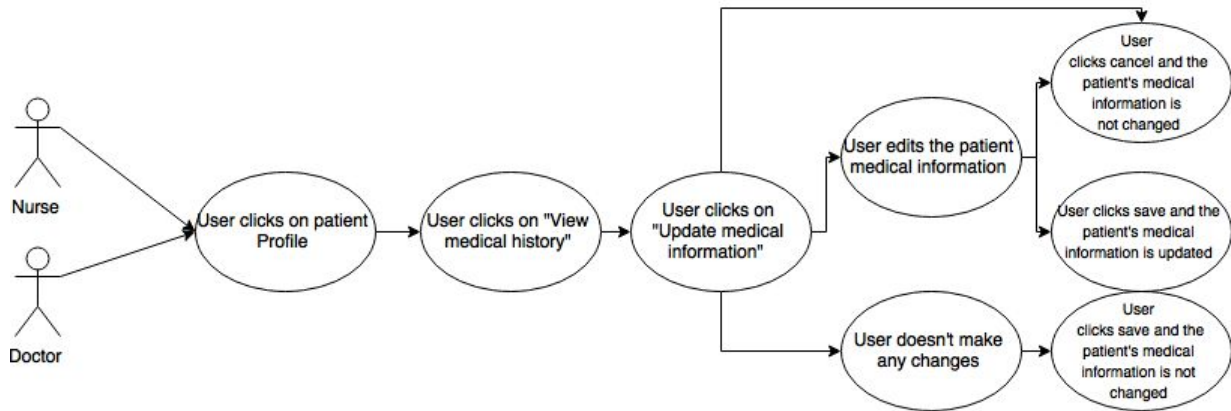 Nurse
Doctor
User clicks on patient
Profile
User clicks on "View
medical history"
User clicks on
"Update medical
information"
User edits the patient
medical information
User doesn't make
any changes
User
clicks cancel and the
patient's medical
information is
not changed
User clicks save and the
patient's medical
information is updated
User
clicks save and the
patient's medical
information is not
changed